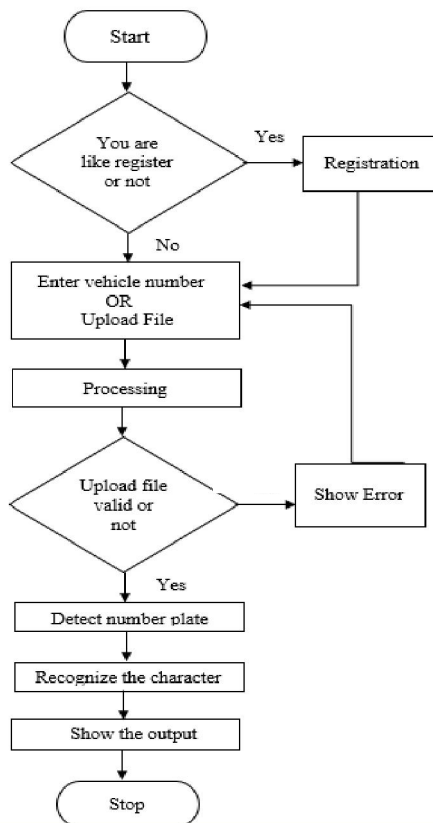 Start
You are
like register
or not
Yes
Registration
No
Enter vehicle number
OR
Upload File
Processing
Upload file
valid or
not
Show Error
Yes
Detect number plate
Recognize the character
Show the output
Stop